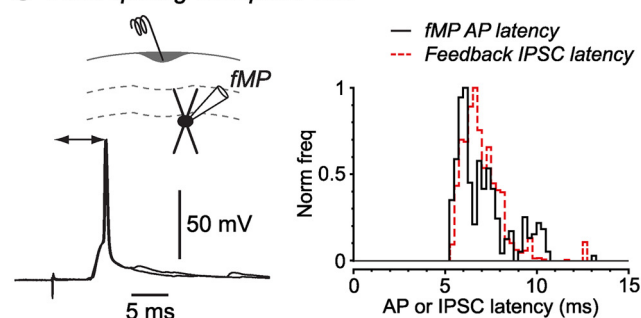 fMP
50 mV
5 ms
fMP AP latency
Feedback IPSC latency
Norm freq
1
0.5
0
0 5 10 15
AP or IPSC latency (ms)